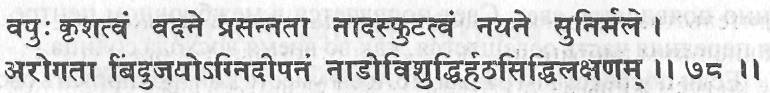 वपुः कृशत्वं वदने प्रसन्नता नादस्फुटत्वं नयने सुनिर्मले ।
अरोगता बिंदुजयोऽग्निदीपनं नाडीविशुद्धिर्हठसिद्धिलक्षणम् ।। ७८ ।।